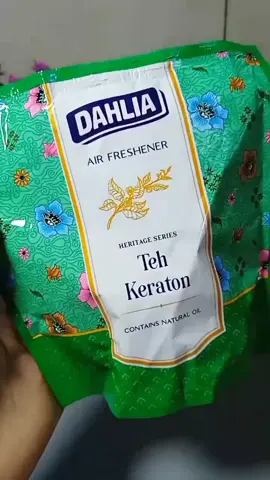 DAHLIA
AIR FRESHENER
HERITAGE SERIES
Teh
Keraton
CONTAINS NATURAL OIL